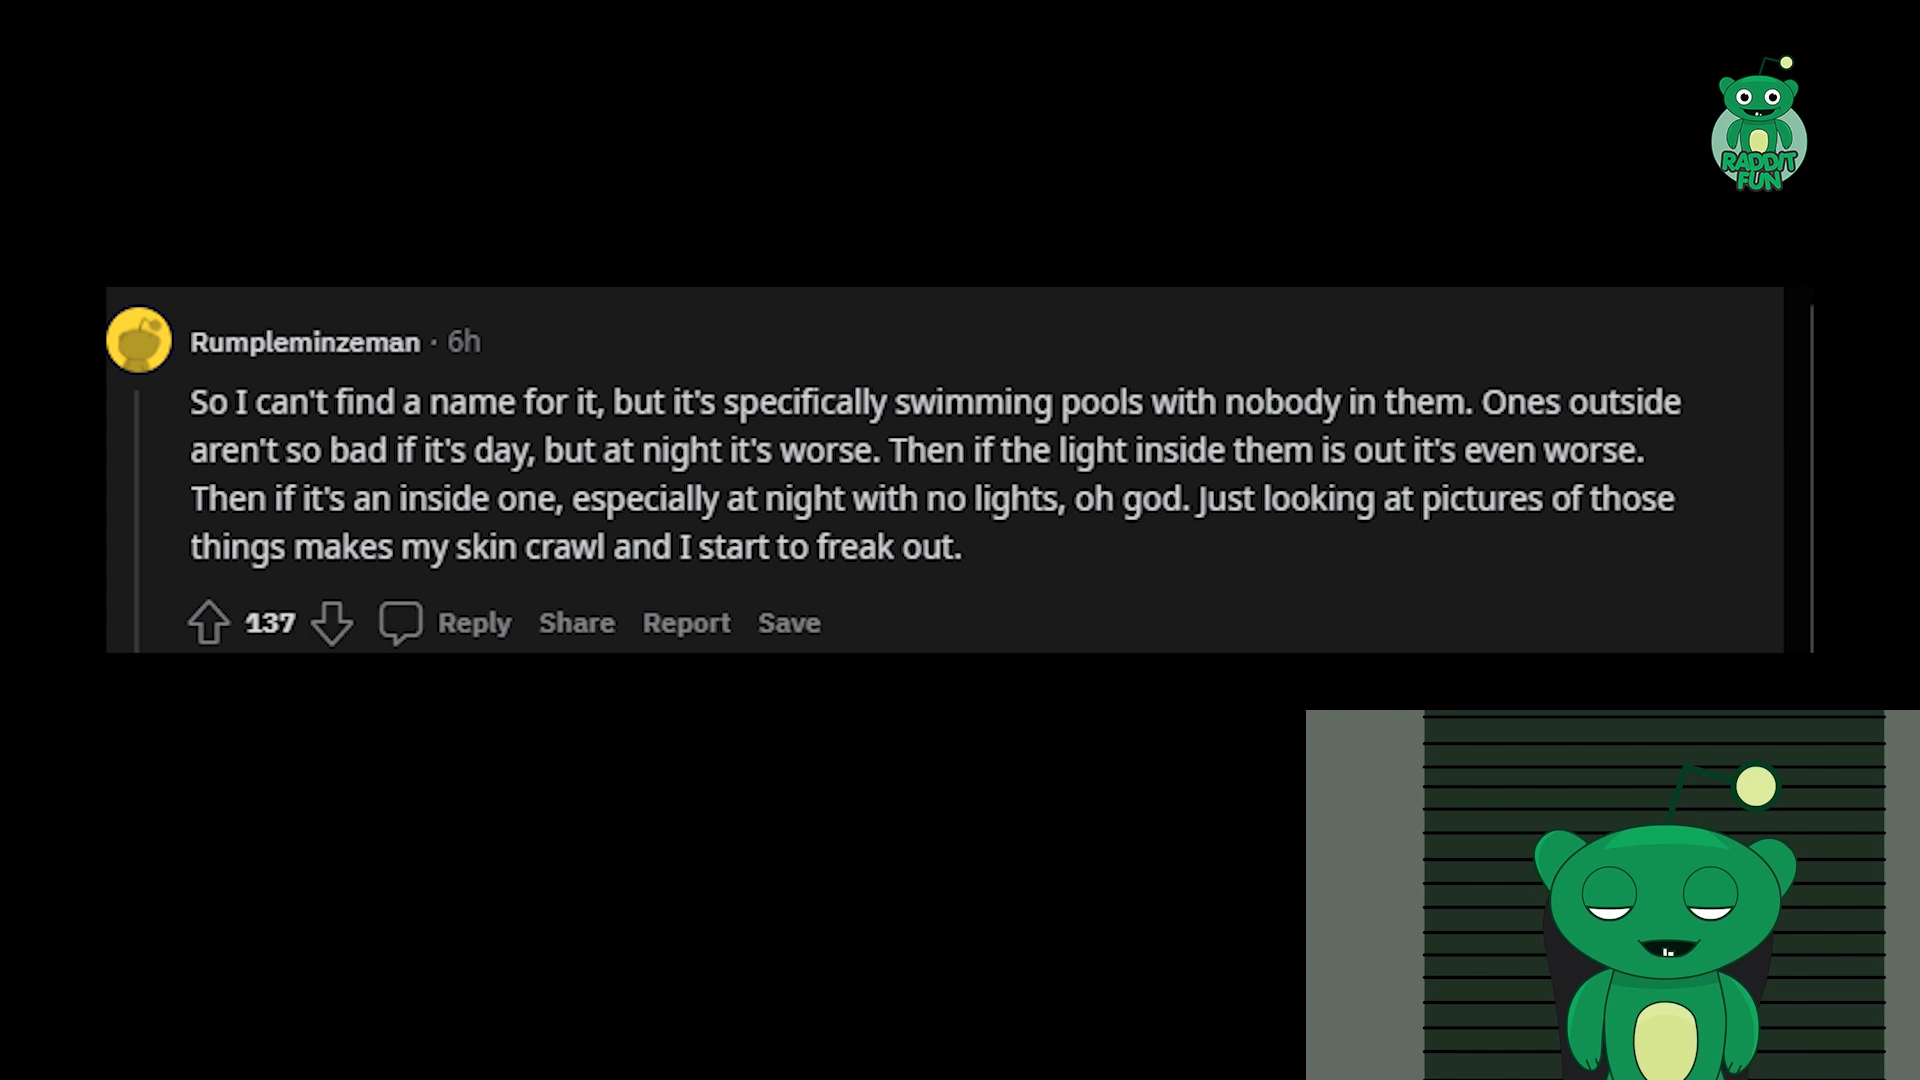 RADDIT
FUN
Rumpleminzeman · 6h
So I can't find a name for it, but it's specifically swimming pools with nobody in them. Ones outside
aren't so bad if it's day, but at night it's worse. Then if the light inside them is out it's even worse.
Then if it's an inside one, especially at night with no lights, oh god. Just looking at pictures of those
things makes my skin crawl and I start to freak out.
137 Reply Share Report Save